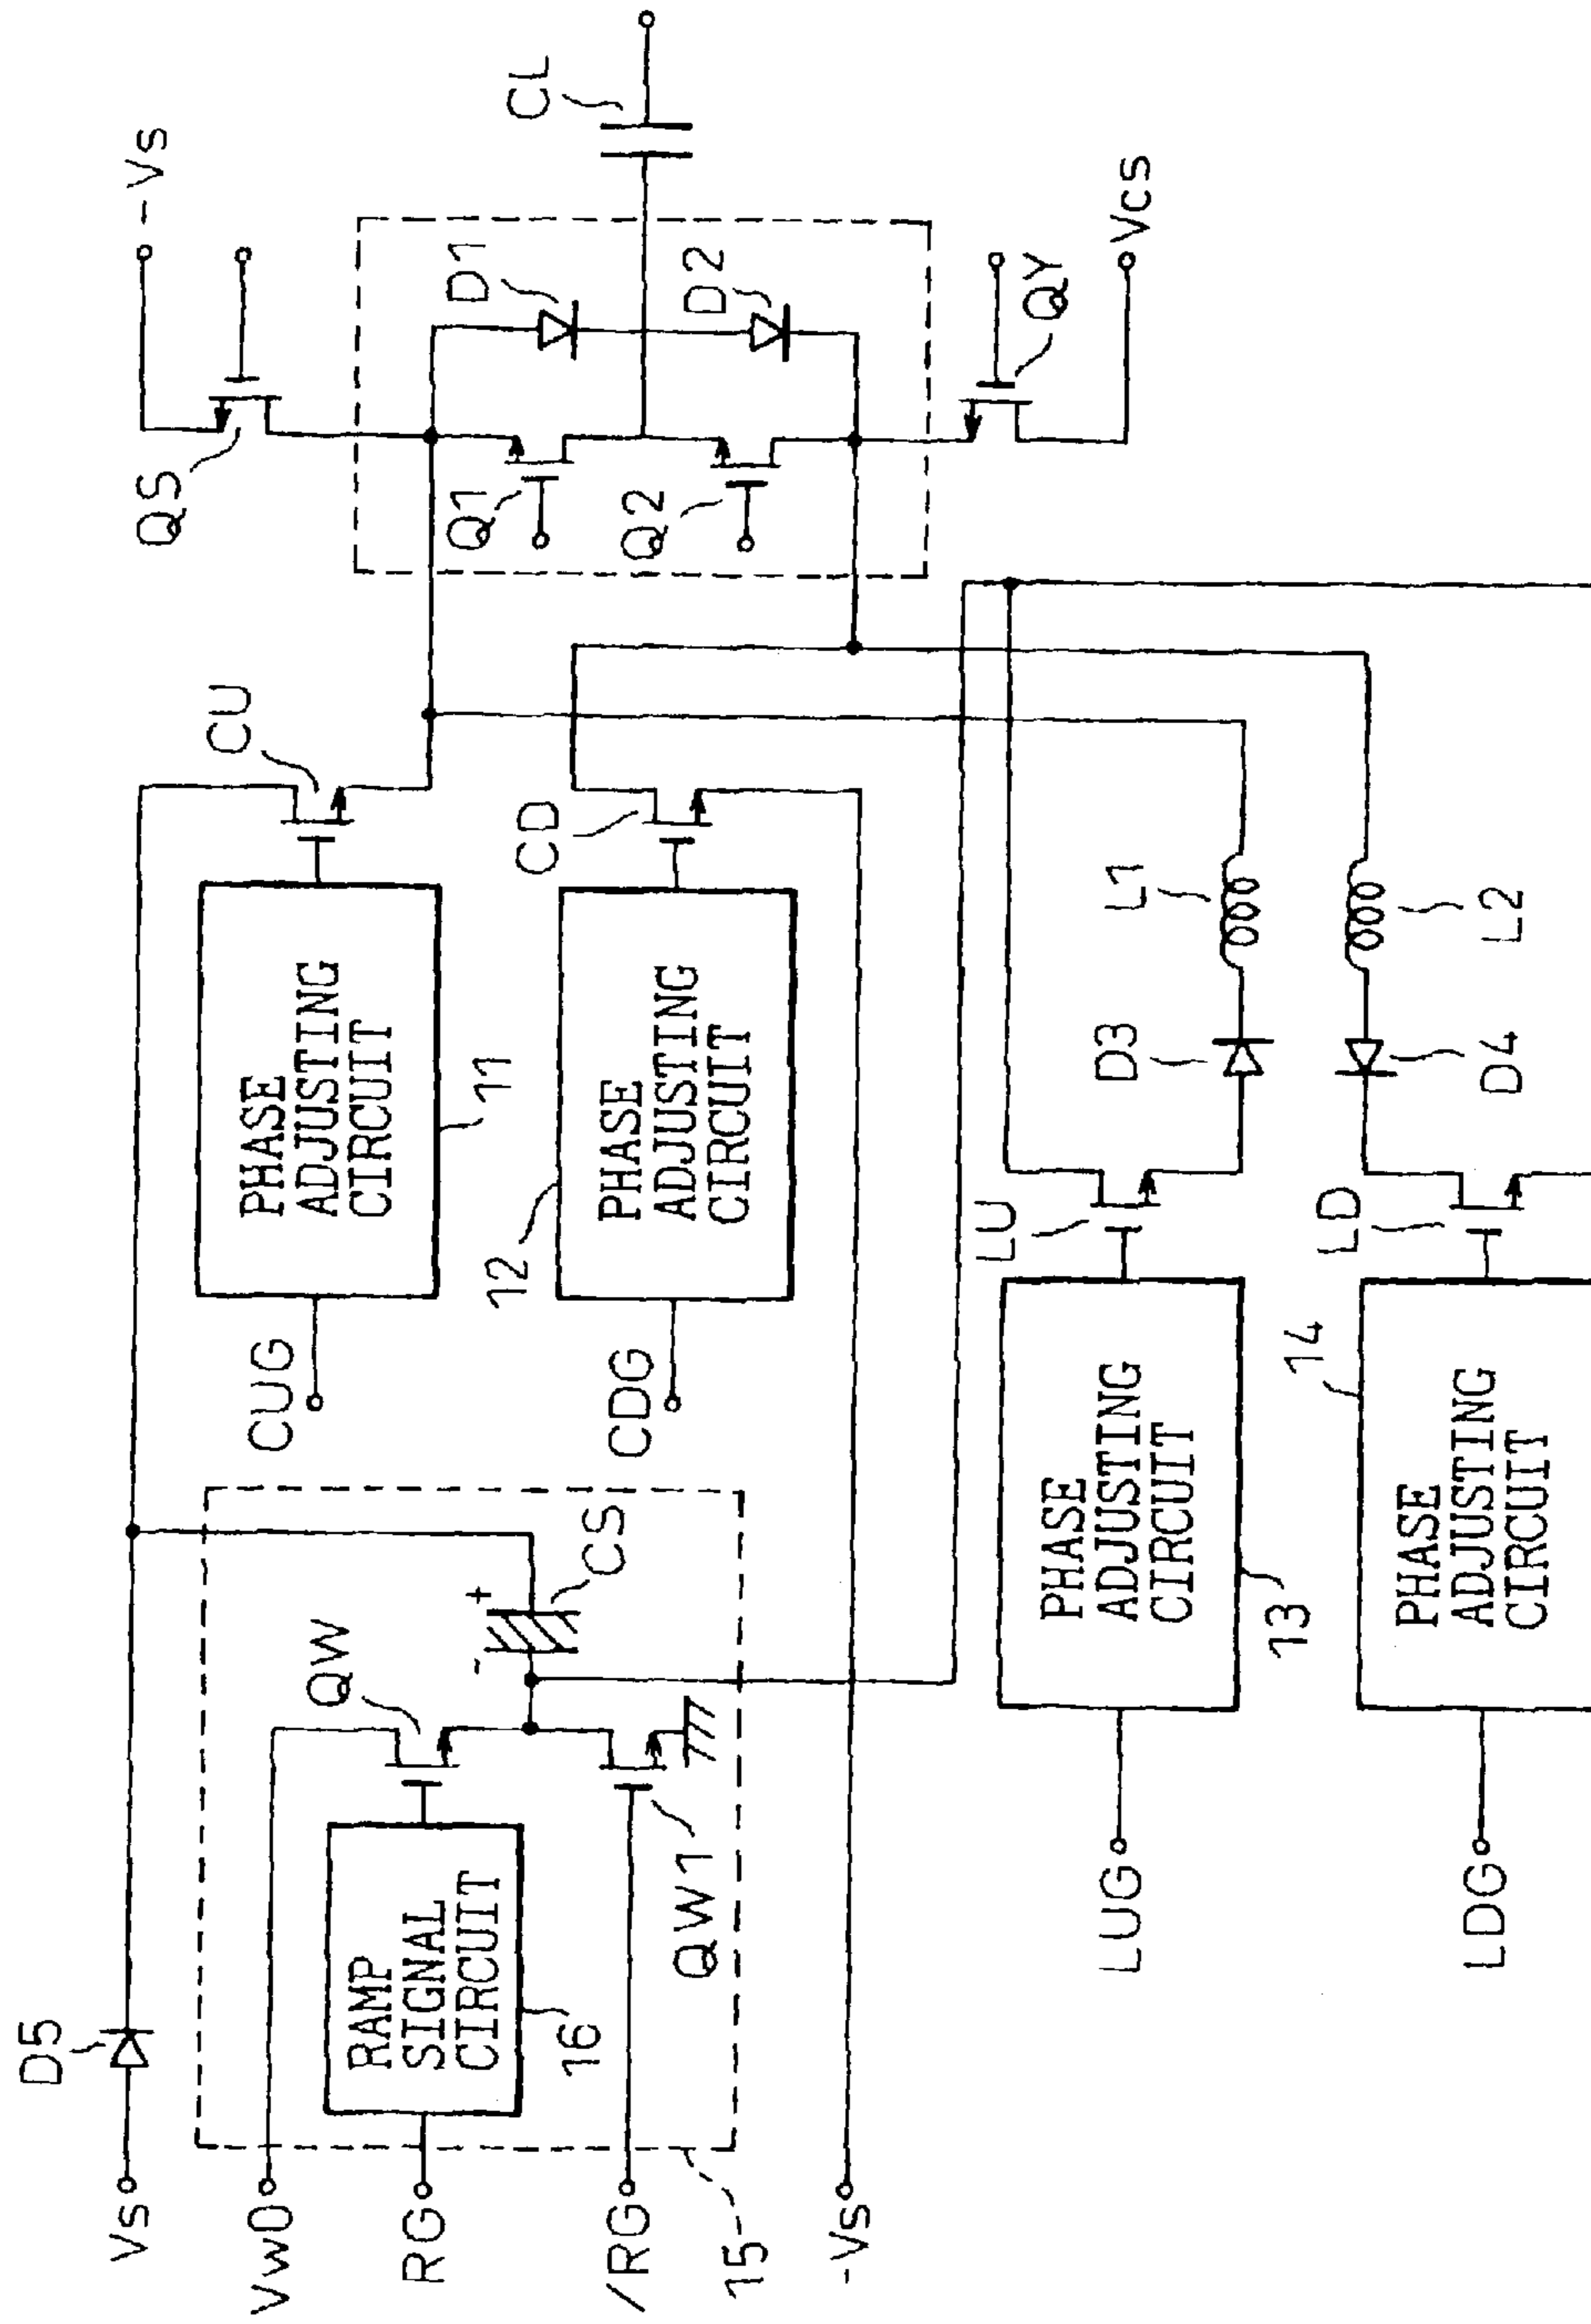 Vs
D5
Vw0
RG
/RG
15
-Vs
RAMP
SIGNAL
CIRCUIT
16
QW
QW1
-
+
CS
CUG
PHASE
ADJUSTING
CIRCUIT
11
CU
CDG
12
PHASE
ADJUSTING
CIRCUIT
CD
QS
-Vs
Q1
D1
Q2
D2
CL
QY
Vcs
LUG
PHASE
ADJUSTING
CIRCUIT
13
LU
D3
L1
LDG
14
PHASE
ADJUSTING
CIRCUIT
LD
D4
L2